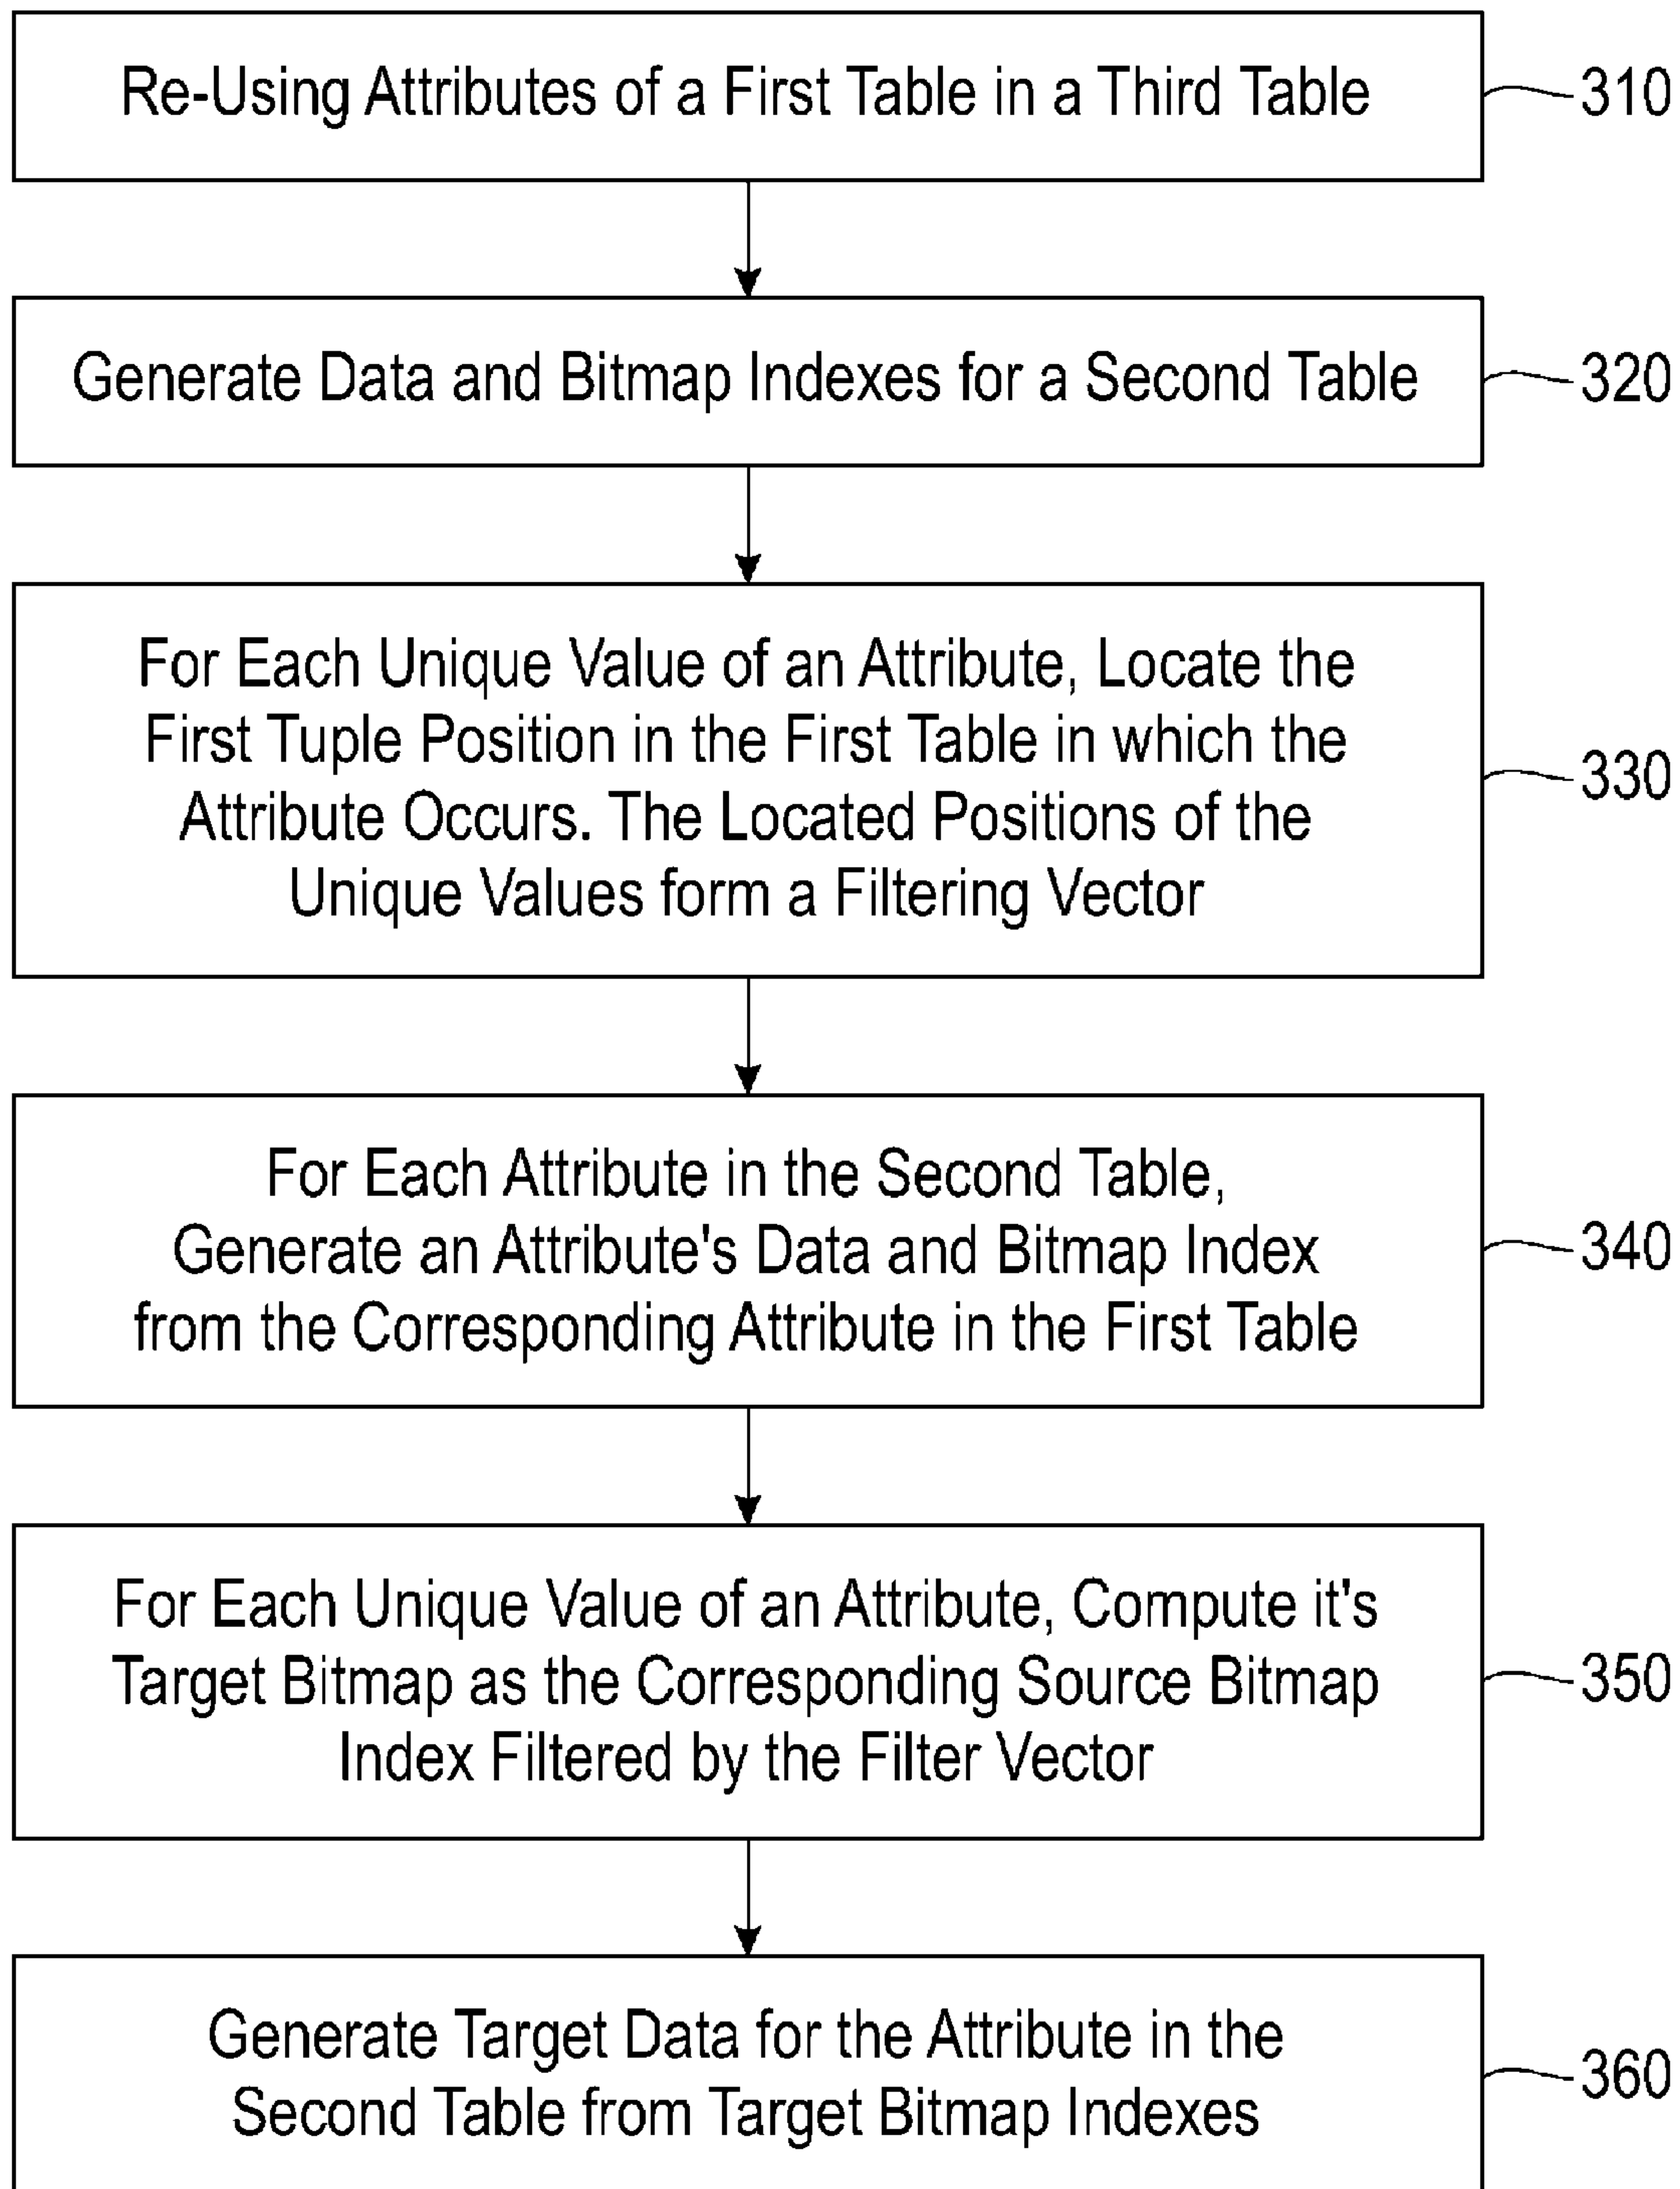 Re-Using Attributes of a First Table in a Third Table
310
Generate Data and Bitmap Indexes for a Second Table
320
For Each Unique Value of an Attribute, Locate the
First Tuple Position in the First Table in which the
Attribute Occurs. The Located Positions of the
Unique Values form a Filtering Vector
330
For Each Attribute in the Second Table,
Generate an Attribute's Data and Bitmap Index
from the Corresponding Attribute in the First Table
340
For Each Unique Value of an Attribute, Compute it's
Target Bitmap as the Corresponding Source Bitmap
Index Filtered by the Filter Vector
350
Generate Target Data for the Attribute in the
Second Table from Target Bitmap Indexes
360